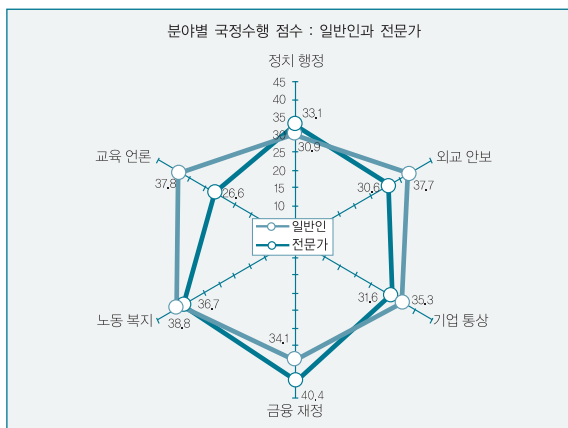 분야별 국정수행 점수 : 일반인과 전문가
정치 행정
45
40
33.1
35
30
30.9
25
20
15
10
외교 안보
30.6
37.7
교육 언론
37.8
26.6
일반인
전문가
노동 복지
36.7
38.8
31.6
35.3
기업 통상
34.1
40.4
금융 재정